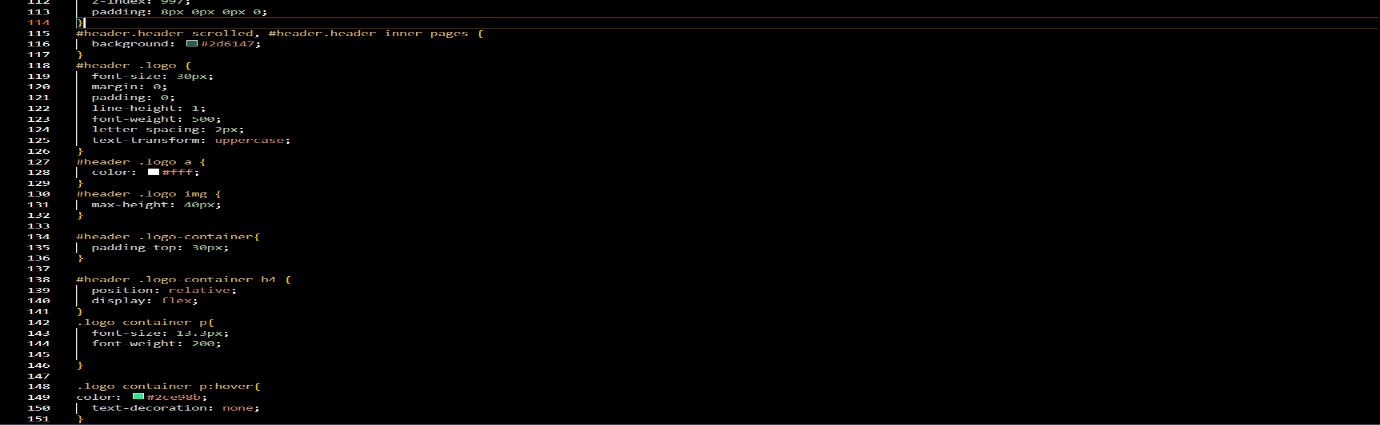 112 z-index: 997;
113 padding: 8px 0px 0px 0;
114 }
115 #header.header-scrolled, #header.header-inner-pages {
116 background: #2d6147;
117 }
118 #header .logo {
119 font-size: 30px;
120 margin: 0;
121 padding: 0;
122 line-height: 1;
123 font-weight: 500;
124 letter-spacing: 2px;
125 text-transform: uppercase;
126 }
127 #header .logo a {
128 color: #fff;
129 }
130 #header .logo img {
131 max-height: 40px;
132 }
133
134 #header .logo-container{
135 padding-top: 30px;
136 }
137
138 #header .logo-container h4 {
139 position: relative;
140 display: flex;
141 }
142 .logo-container p{
143 font-size: 13.3px;
144 font-weight: 200;
145
146 }
147
148 .logo-container p:hover{
149 color: #2ce98b;
150 text-decoration: none;
151 }